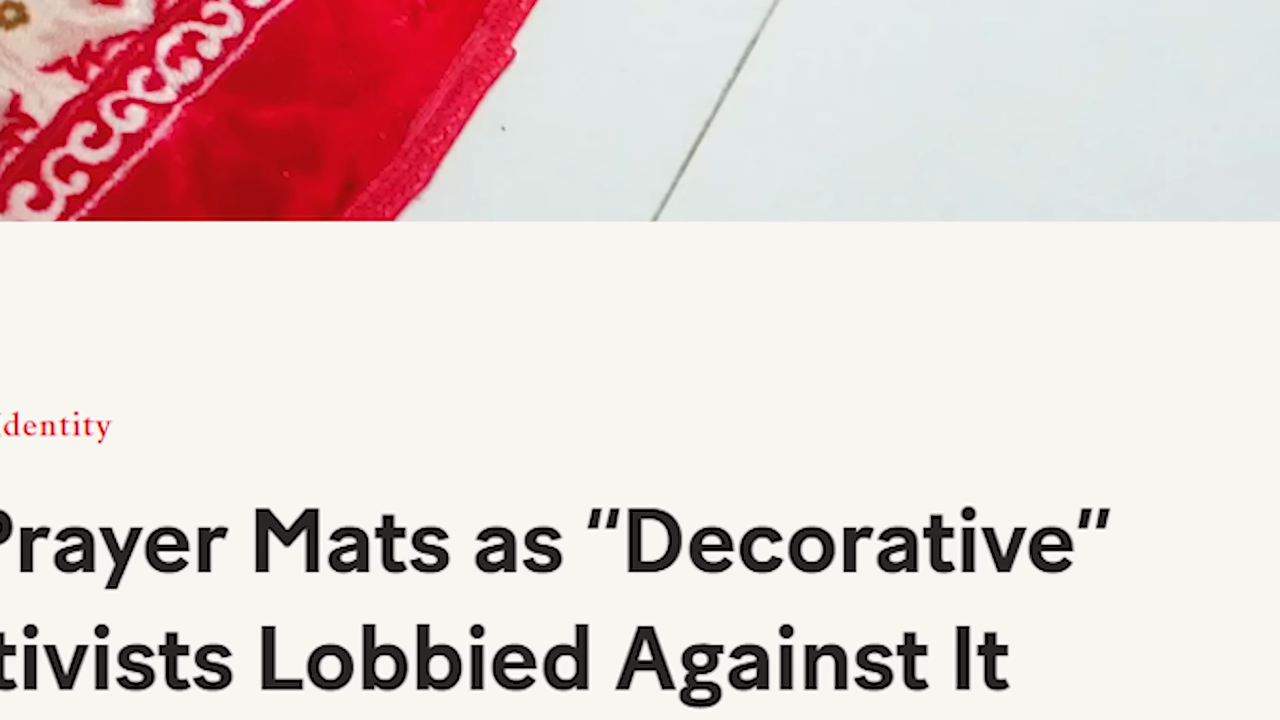 Identity
Prayer Mats as “Decorative”
tivists Lobbied Against It